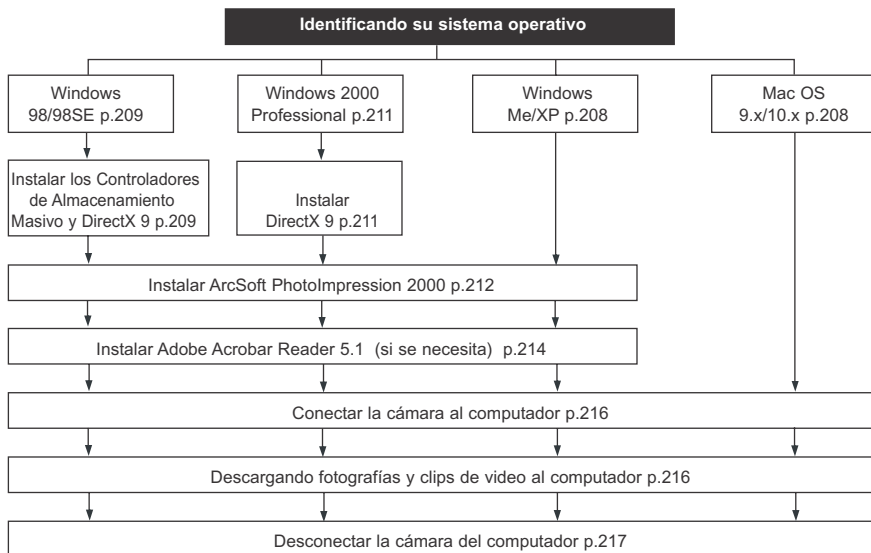 Identificando su sistema operativo
Windows
98/98SE p.209
Windows 2000
Professional p.211
Windows
Me/XP p.208
Mac OS
9.x/10.x p.208
Instalar los Controladores
de Almacenamiento
Masivo y DirectX 9 p.209
Instalar
DirectX 9 p.211
Instalar ArcSoft PhotoImpression 2000 p.212
Instalar Adobe Acrobar Reader 5.1 (si se necesita) p.214
Conectar la cámara al computador p.216
Descargando fotografías y clips de video al computador p.216
Desconectar la cámara del computador p.217